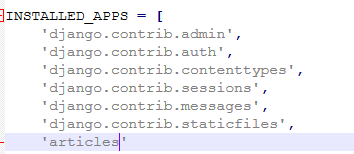 INSTALLED_APPS = [
'django.contrib.admin',
'django.contrib.auth',
'django.contrib.contenttypes',
'django.contrib.sessions',
'django.contrib.messages',
'django.contrib.staticfiles',
'articles'